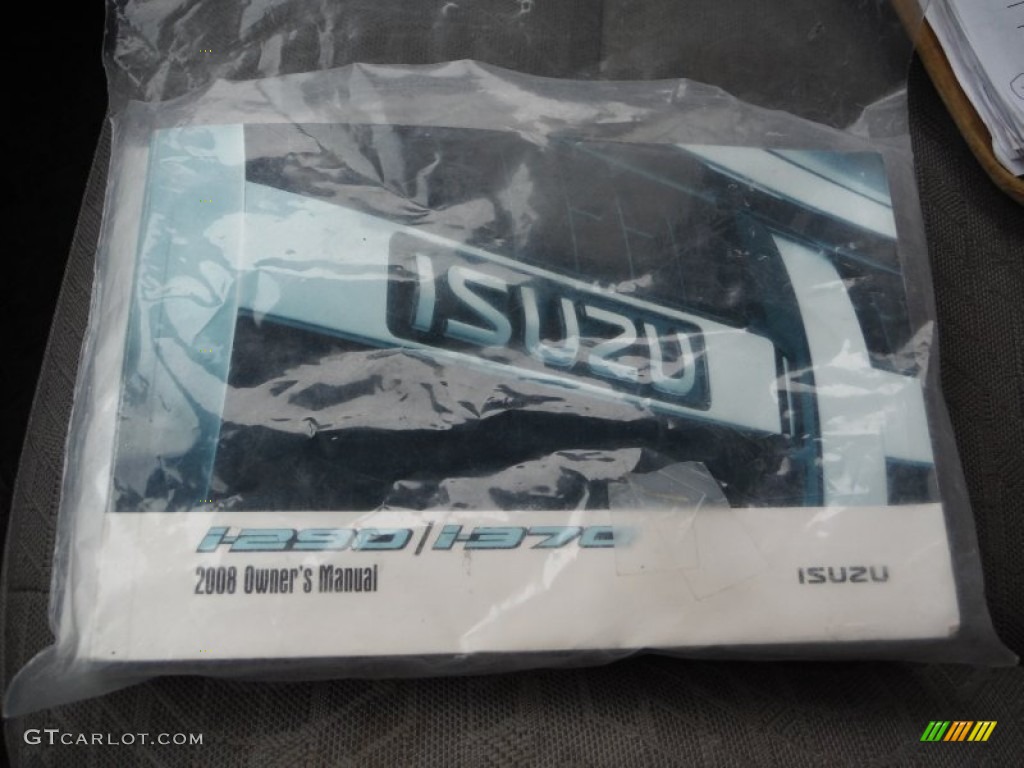 ISUZU
i-290/i-370
2008 Owner's Manual
ISUZU
GTCARLOT.COM